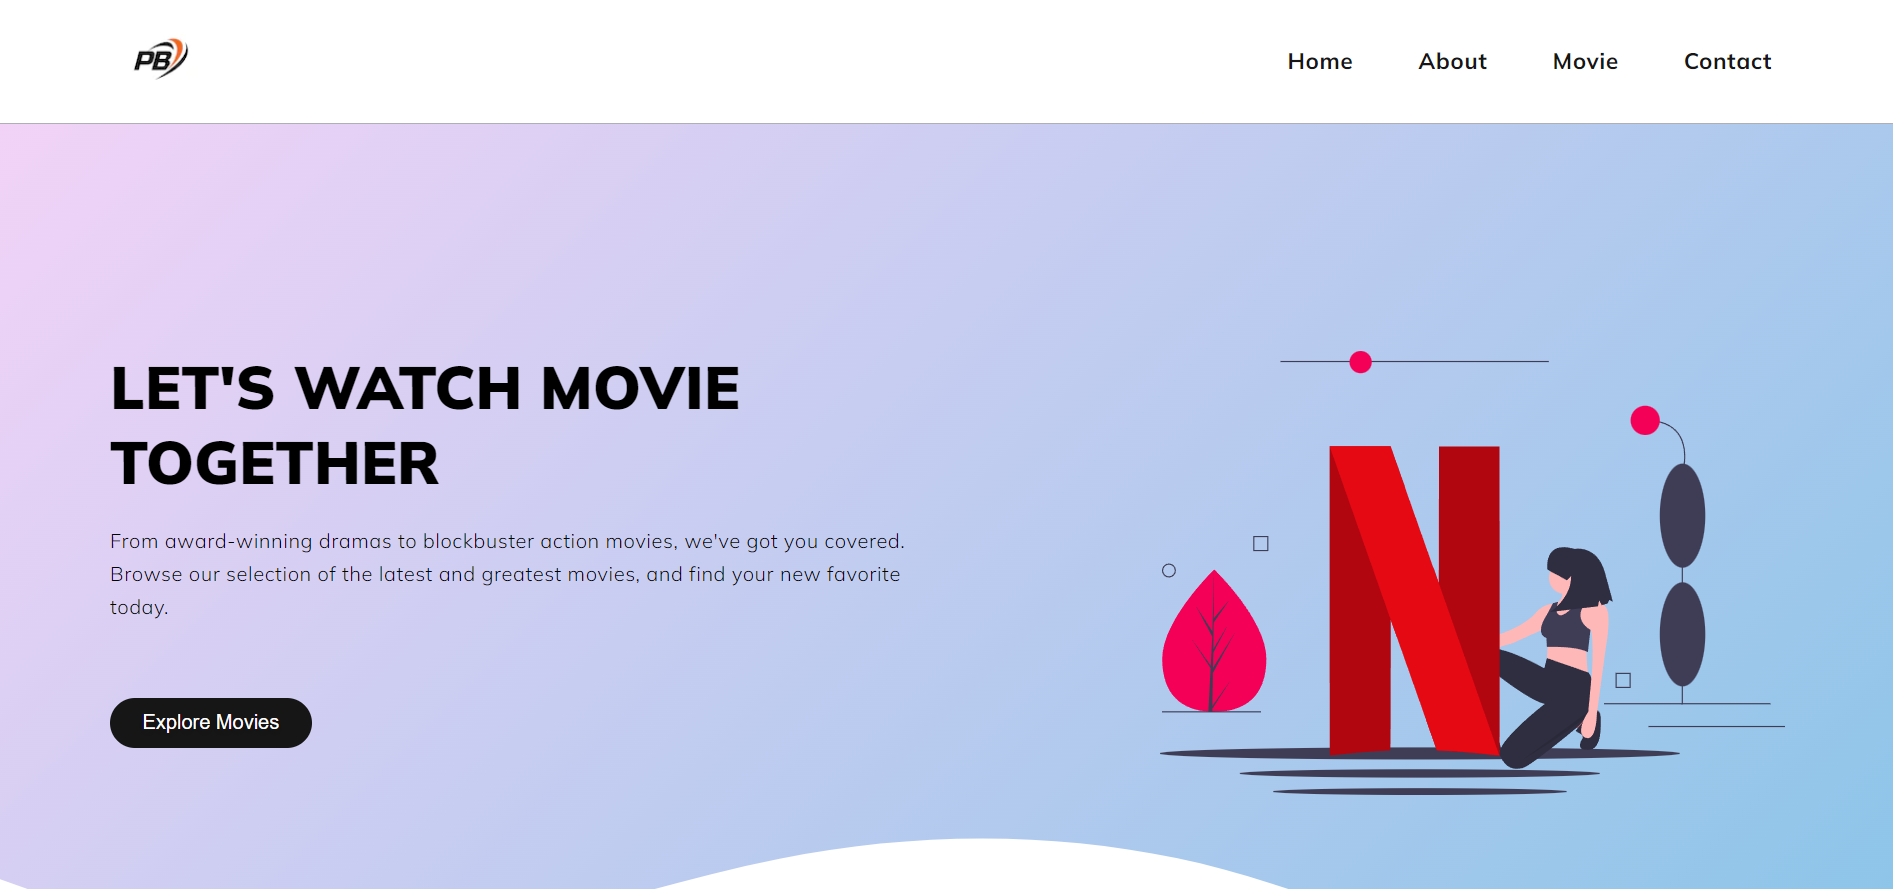 PB
Home
About
Movie
Contact
LET'S WATCH MOVIE
TOGETHER
From award-winning dramas to blockbuster action movies, we've got you covered.
Browse our selection of the latest and greatest movies, and find your new favorite
today.
Explore Movies
N